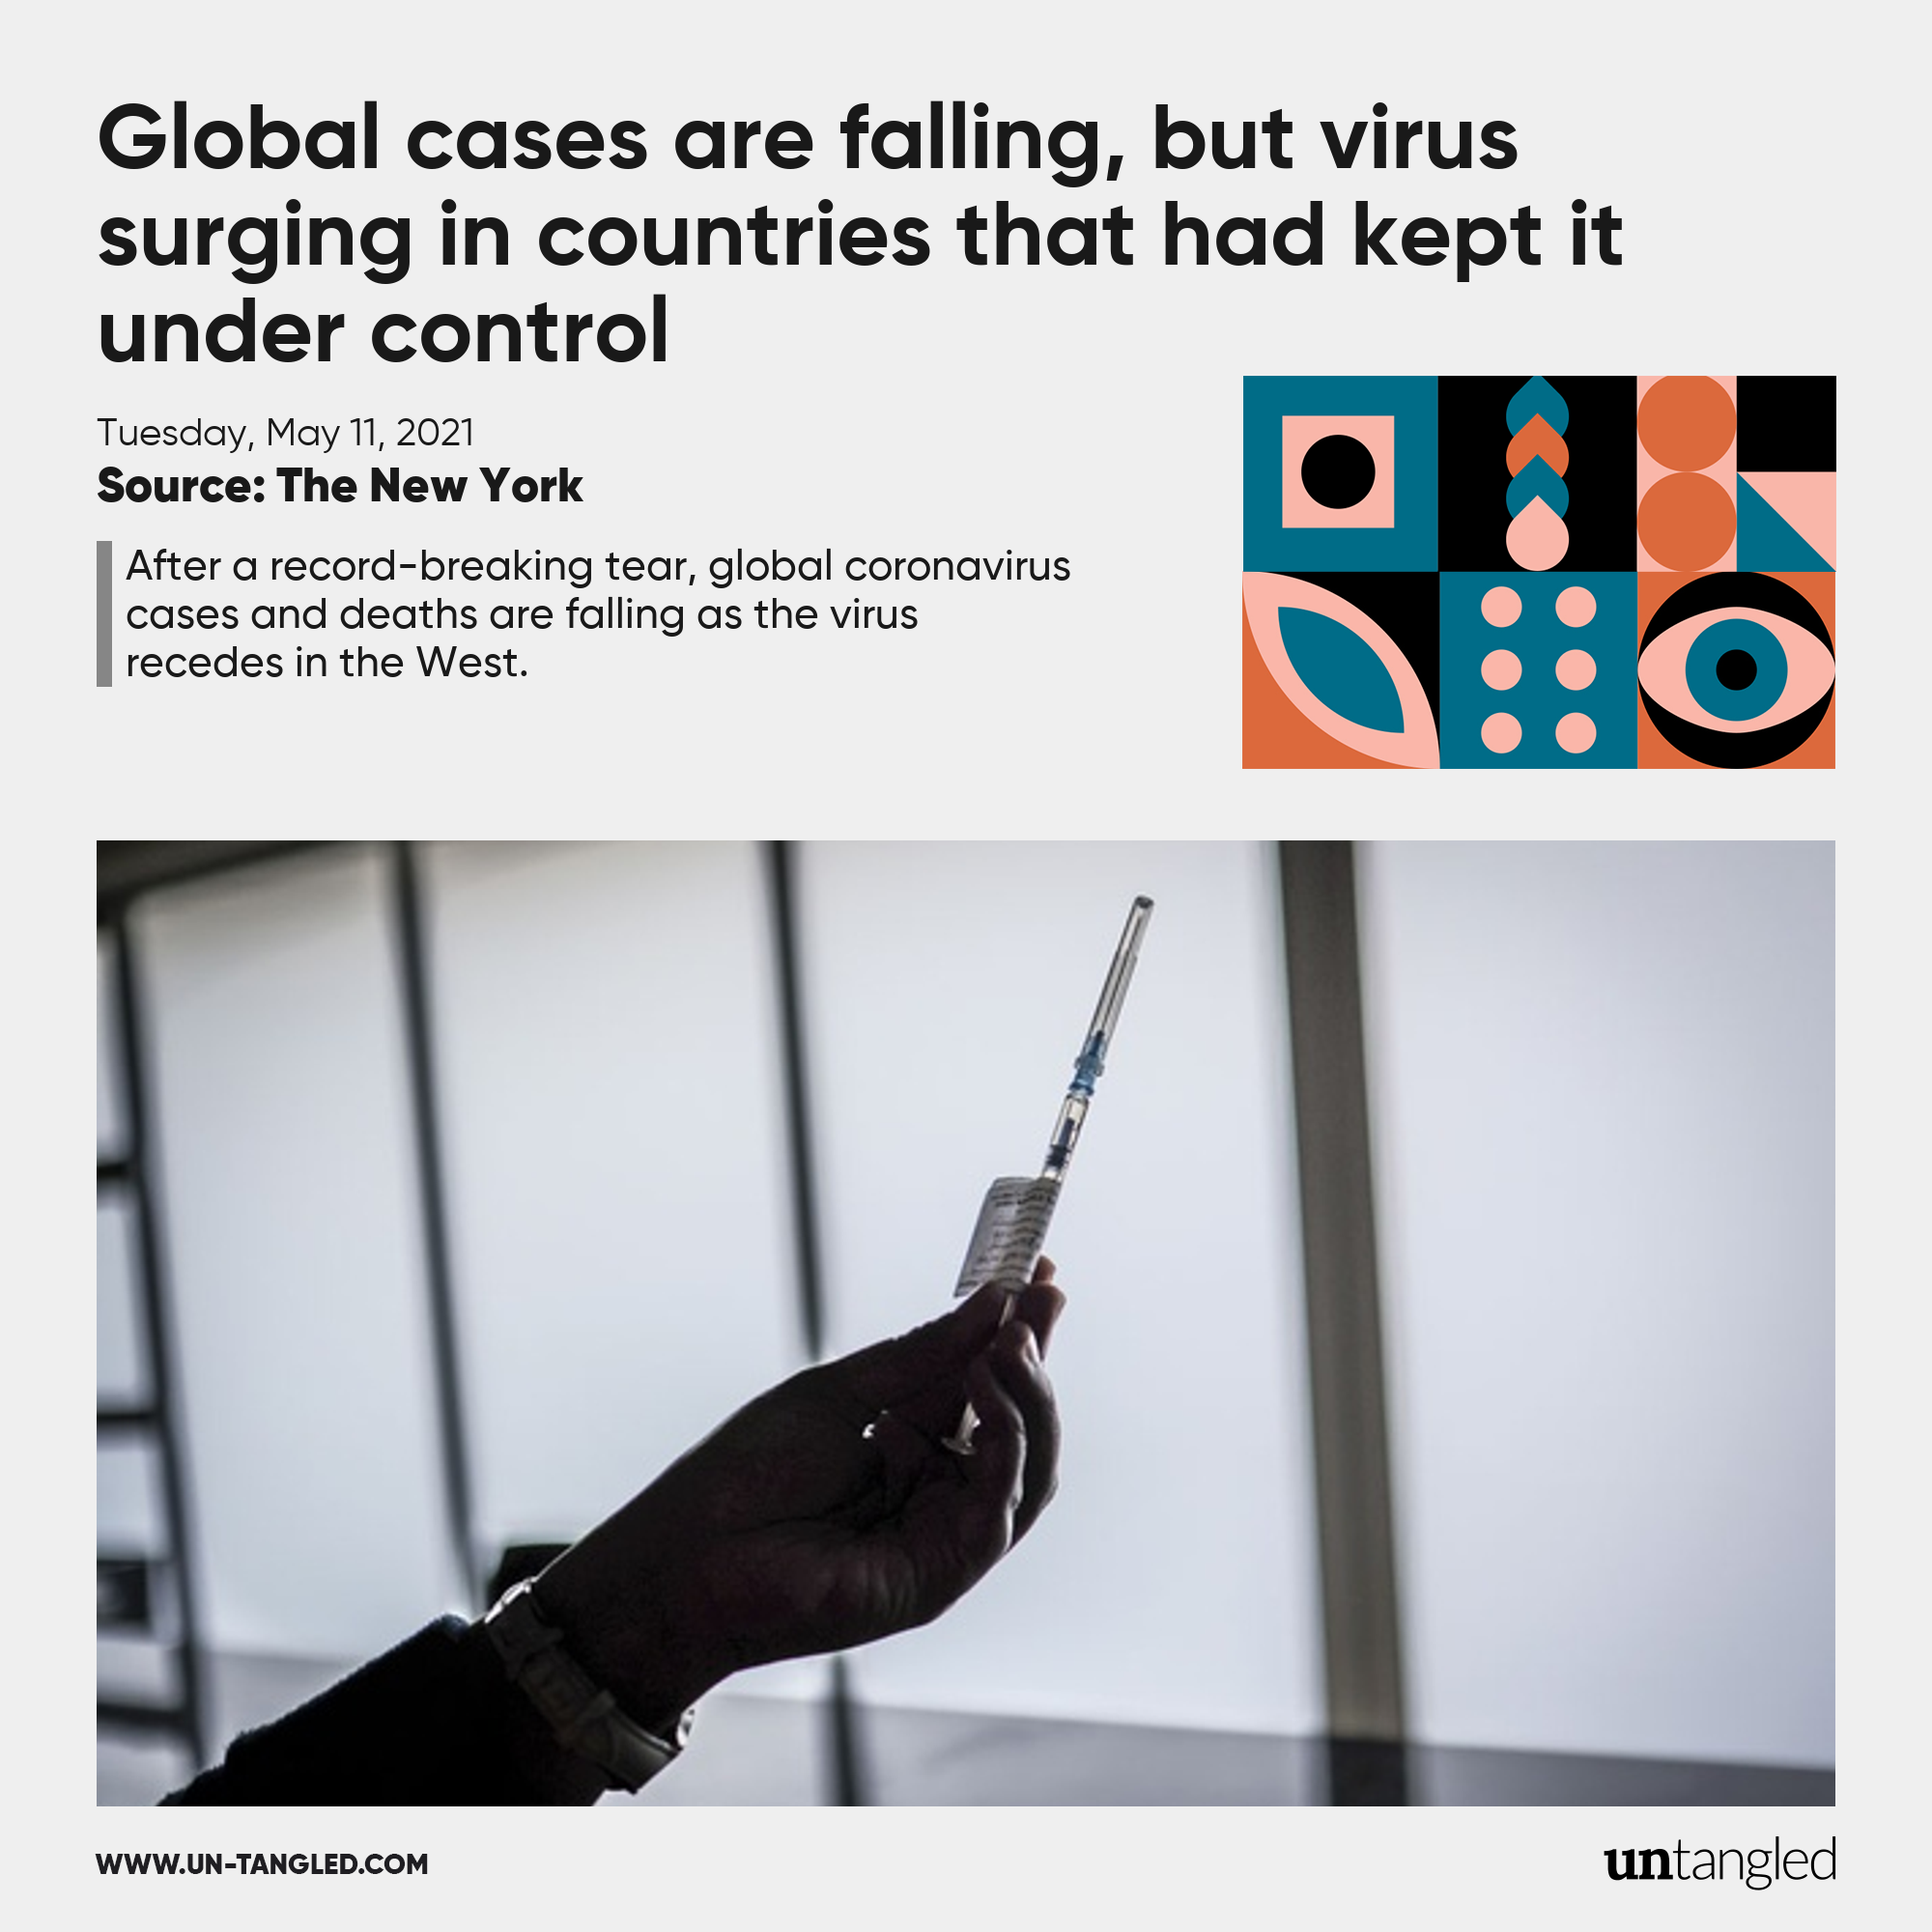 Global cases are falling, but virus
surging in countries that had kept it
under control
Tuesday, May 11, 2021
Source: The New York
After a record-breaking tear, global coronavirus
cases and deaths are falling as the virus
recedes in the West.
WWW.UN-TANGLED.COM
untangled